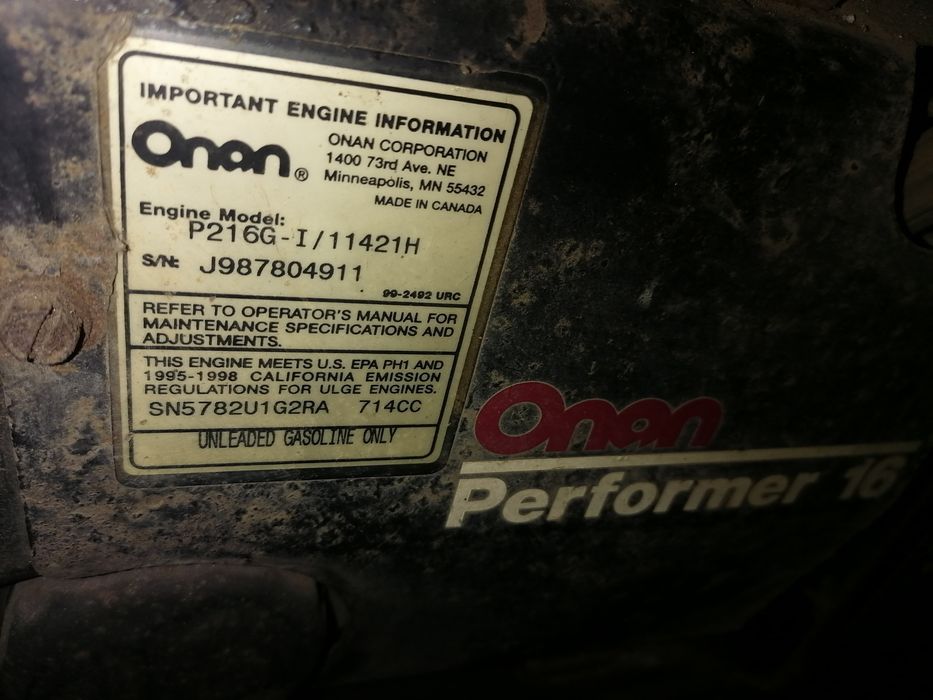 IMPORTANT ENGINE INFORMATION
Onan®
ONAN CORPORATION
1400 73rd Ave. NE
Minneapolis, MN 55432
MADE IN CANADA
Engine Model:
P216G-I/11421H
S/N: J987804911
99-2492 URC
REFER TO OPERATOR'S MANUAL FOR
MAINTENANCE SPECIFICATIONS AND
ADJUSTMENTS.
THIS ENGINE MEETS U.S. EPA PH1 AND
1995-1998 CALIFORNIA EMISSION
REGULATIONS FOR ULGE ENGINES.
SN5782U1G2RA 714CC
UNLEADED GASOLINE ONLY
Onan
Performer 16